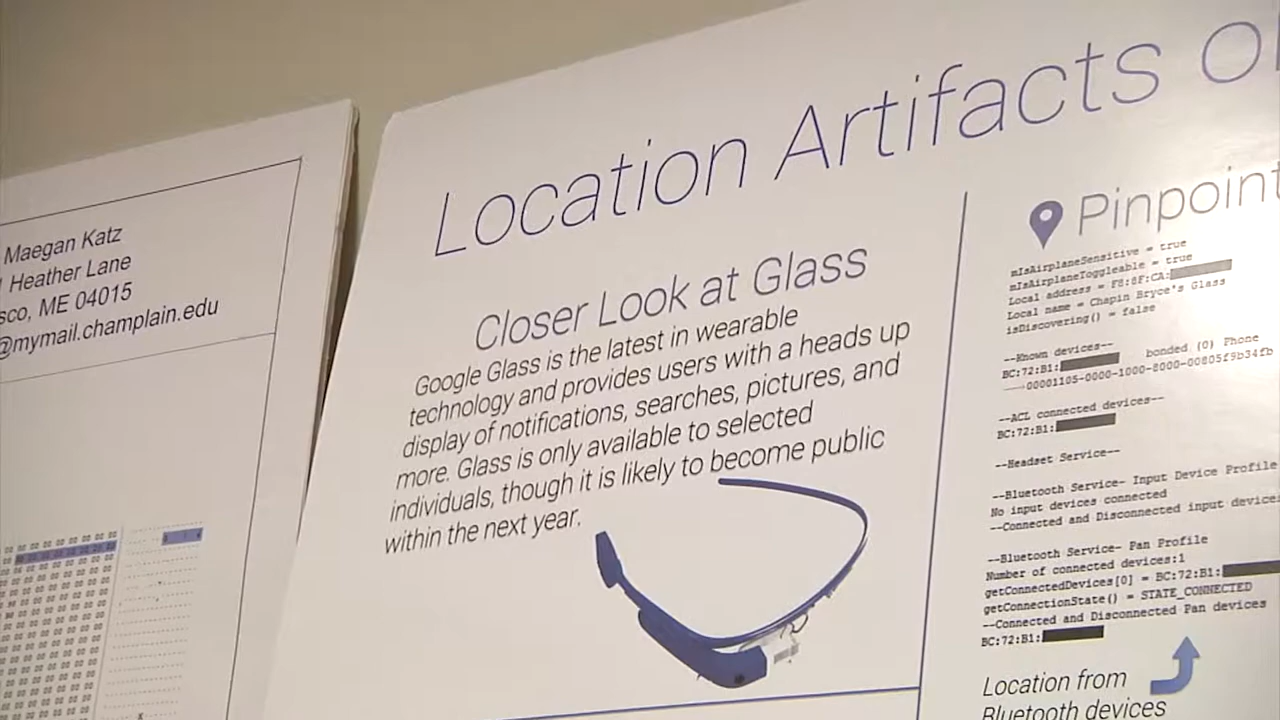 Maegan Katz
Heather Lane
sco, ME 04015
@mymail.champlain.edu
Location Artifacts o
Closer Look at Glass
Google Glass is the latest in wearable
technology and provides users with a heads up
display of notifications, searches, pictures, and
more. Glass is only available to selected
individuals, though it is likely to become public
within the next year.
Pinpoint
mIsAirplaneSensitive = true
mIsAirplaneToggleable = true
Local address = F8:8F:CA:
Local name = Chapin Bryce's Glass
isDiscovering() = false
--Known devices--
BC:72:B1: bonded (0) Phone
00001105-0000-1000-8000-00805f9b34fb
--ACL connected devices--
BC:72:B1:
--Headset Service--
--Bluetooth Service- Input Device Profile
No input devices connected
--Connected and Disconnected input device
--Bluetooth Service- Pan Profile
Number of connected devices:1
getConnectedDevices[0] = BC:72:B1:
getConnectionState() = STATE_CONNECTED
--Connected and Disconnected Pan devices
BC:72:B1:
Location from
Bluetooth devices